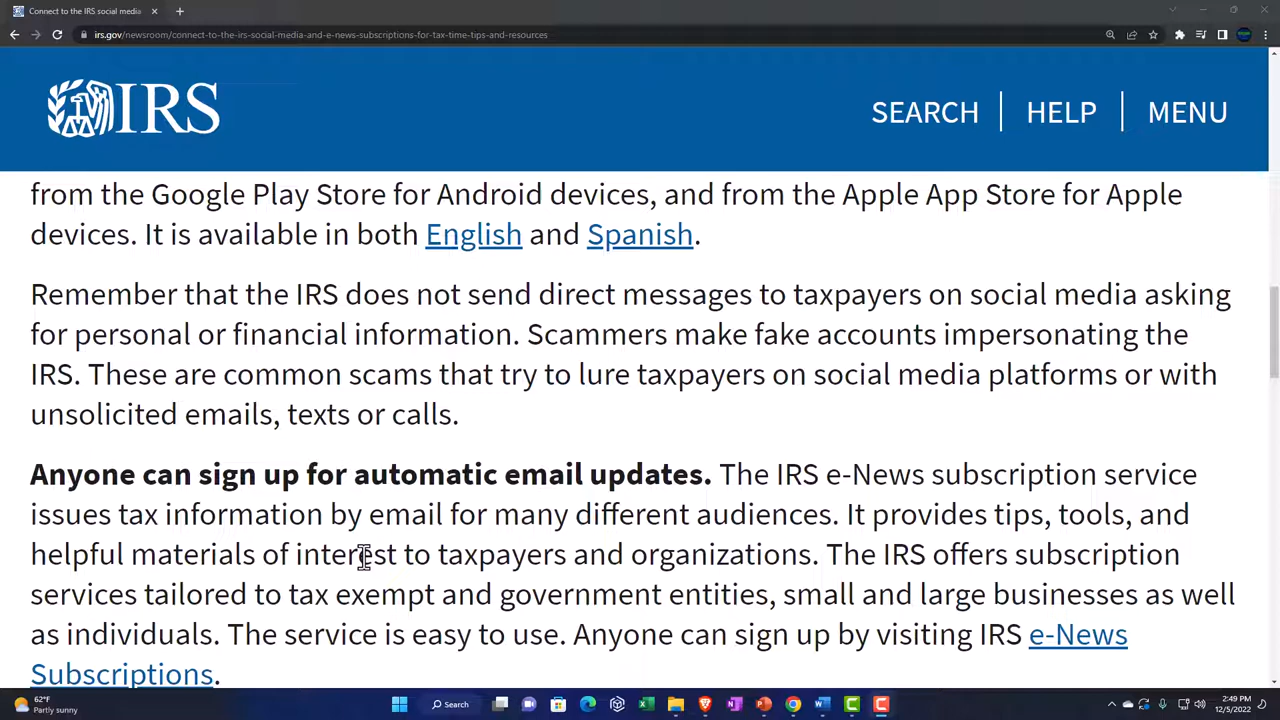 Connect to the IRS social media
irs.gov/newsroom/connect-to-the-irs-social-media-and-e-news-subscriptions-for-tax-time-tips-and-resources
IRS
SEARCH
HELP
MENU
from the Google Play Store for Android devices, and from the Apple App Store for Apple
devices. It is available in both English and Spanish.
Remember that the IRS does not send direct messages to taxpayers on social media asking
for personal or financial information. Scammers make fake accounts impersonating the
IRS. These are common scams that try to lure taxpayers on social media platforms or with
unsolicited emails, texts or calls.
Anyone can sign up for automatic email updates. The IRS e-News subscription service
issues tax information by email for many different audiences. It provides tips, tools, and
helpful materials of interest to taxpayers and organizations. The IRS offers subscription
services tailored to tax exempt and government entities, small and large businesses as well
as individuals. The service is easy to use. Anyone can sign up by visiting IRS e-News
Subscriptions.
62°F
Partly sunny
Search
2:49 PM
12/5/2022